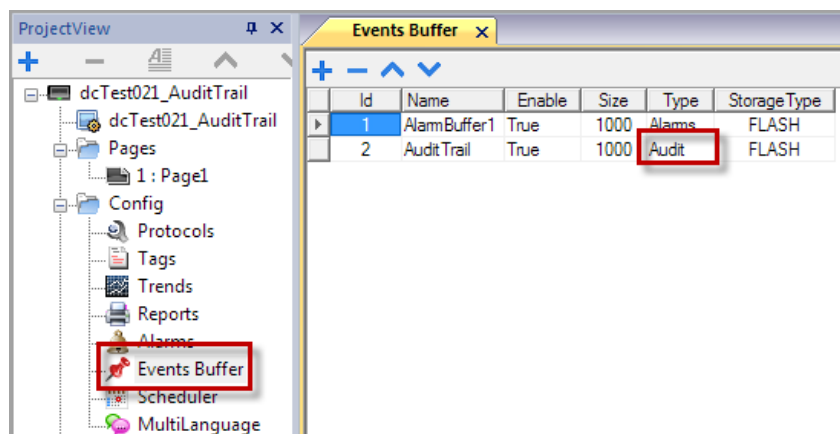 ProjectView
dcTest021_AuditTrail
dcTest021_AuditTrail
Pages
1 : Page1
Config
Protocols
Tags
Trends
Reports
Alarms
Events Buffer
Scheduler
MultiLanguage
Events Buffer
Id Name Enable Size Type StorageType
1 AlarmBuffer1 True 1000 Alarms FLASH
2 AuditTrail True 1000 Audit FLASH